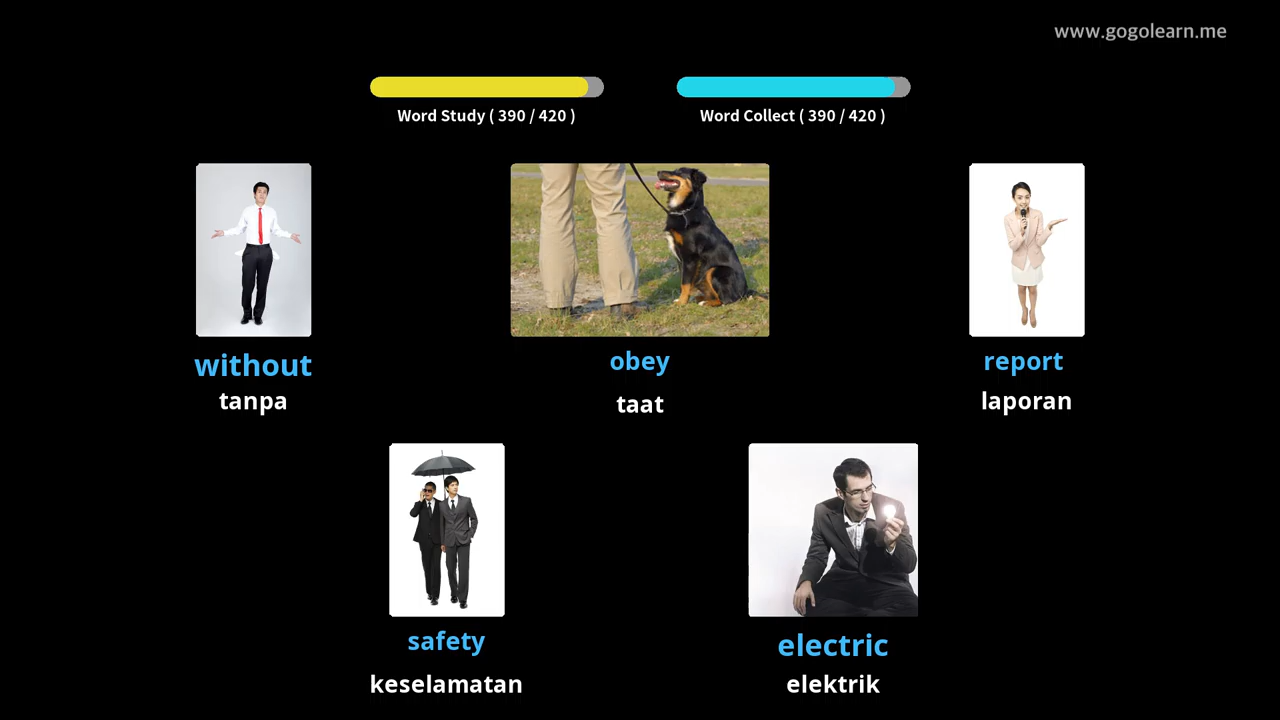 www.gogolearn.me
Word Study ( 390 / 420 )
Word Collect ( 390 / 420 )
without
tanpa
obey
taat
report
laporan
safety
keselamatan
electric
elektrik